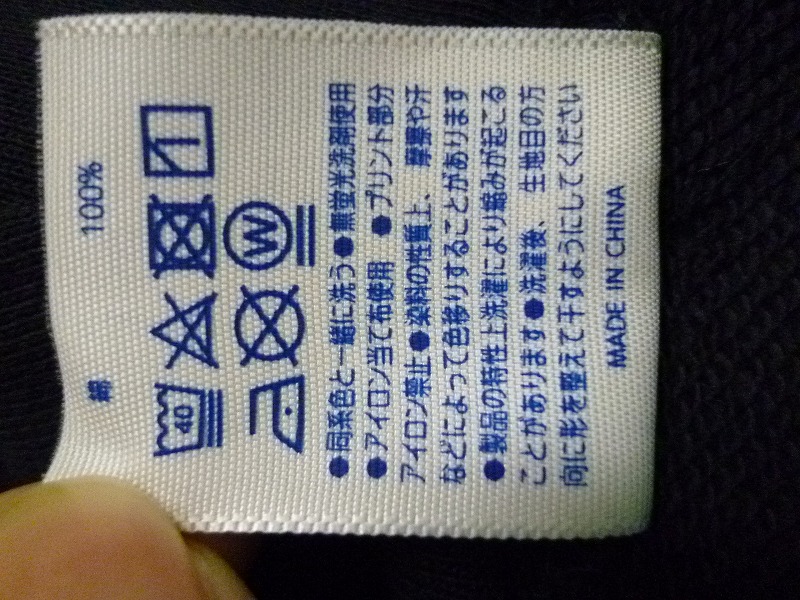 綿 100%
40
W
●同系色と一緒に洗う●無蛍光洗剤使用
●アイロン当て布使用 ●プリント部分
アイロン禁止●染料の性質上、 摩擦や汗
などによって色移りすることがあります
●製品の特性上洗濯により縮みが起こる
ことがあります●洗濯後、 生地目の方
向に形を整えて干すようにしてください
MADE IN CHINA